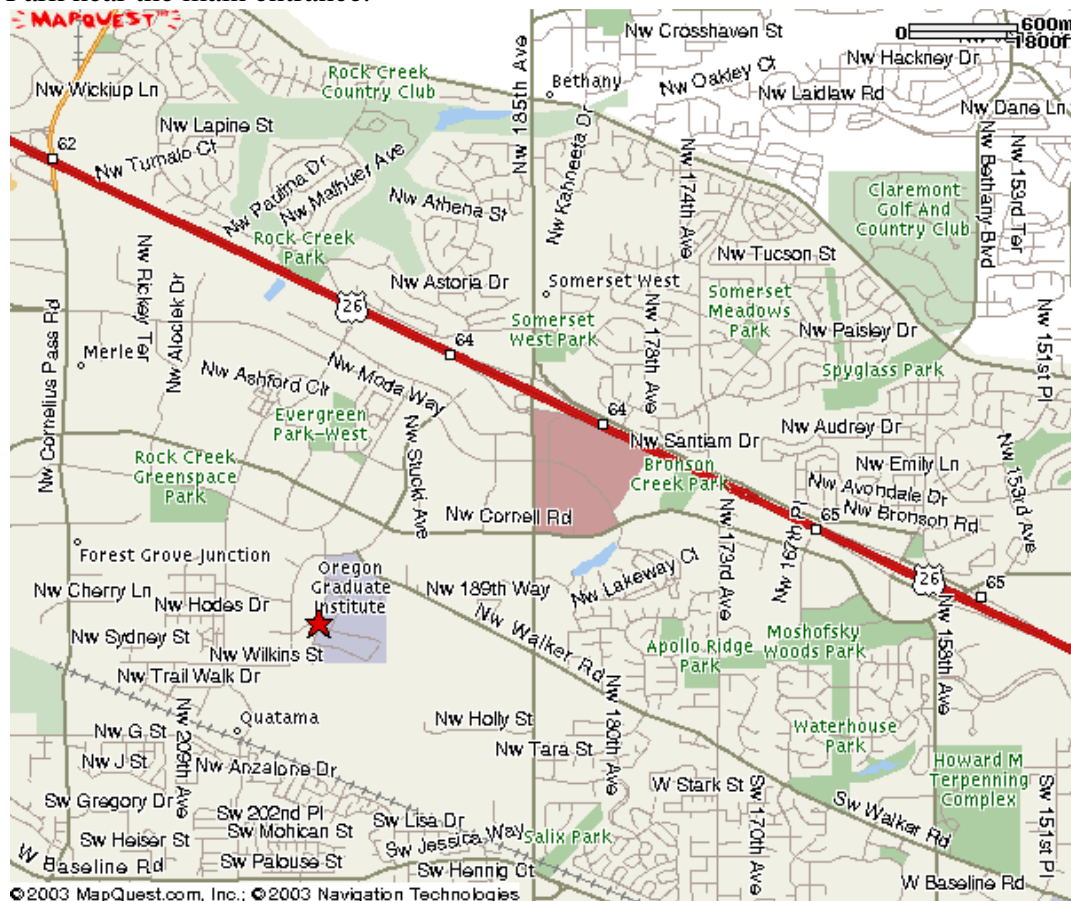 Park near the main entrance.
MAPQUEST
600m
0
1800ft
Nw Crosshaven St
Nw 185th Ave
Nw Hackney Dr
Rock Creek
Country Club
Bethany
Nw Oakley Ct
Nw Wickiup Ln
Nw Laidlaw Rd
Nw Dane Ln
Nw Lapine St
Nw Kahneeta Dr
Nw 174th Ave
Nw Bethany Blvd
Nw 153rd Ter
62
Nw Tumalo Ct
Nw Paulina Dr
Nw Malhuer Ave
Nw Athena St
Claremont
Golf And
Country Club
Rock Creek
Park
Nw Tucson St
Nw Rickey Ter
Nw Aloclek Dr
Nw Astoria Dr
Somerset West
Somerset
Meadows
Park
26
Somerset
West Park
Nw 178th Ave
Nw Paisley Dr
Nw 151st Pl
Nw Cornelius Pass Rd
Merle
64
Spyglass Park
Nw Ashford Cir
Nw Moda Way
Evergreen
Park-West
Nw Stucki Ave
64
Nw Santiam Dr
Nw Audrey Dr
Rock Creek
Greenspace
Park
Bronson
Creek Park
Nw Emily Ln
Nw Avondale Dr
Nw 153rd Ave
Nw Cornell Rd
65
Nw Bronson Rd
Nw 167th Pl
Nw 173rd Ave
Forest Grove Junction
Oregon
Graduate
Institute
Nw Cherry Ln
Nw 189th Way
Nw Lakeway Ct
26
65
Nw Hodes Dr
Nw Walker Rd
Nw 158th Ave
Nw Sydney St
Nw Wilkins St
Apollo Ridge
Park
Moshofsky
Woods Park
Nw Trail Walk Dr
Nw 209th Ave
Quatama
Nw Holly St
Nw 180th Ave
Nw G St
Nw Tara St
Waterhouse
Park
Nw J St
Nw Anzalone Dr
W Stark St
Howard M
Terpenning
Complex
Sw Gregory Dr
Sw 202nd Pl
Sw Lisa Dr
Sw 170th Ave
Sw Walker Rd
Sw 151st Pl
Sw Heiser St
Sw Mohican St
Sw Jessica Way
Salix Park
W Baseline Rd
Sw Palouse St
Sw Hennig Ct
W Baseline Rd
©2003 MapQuest.com, Inc.; ©2003 Navigation Technologies